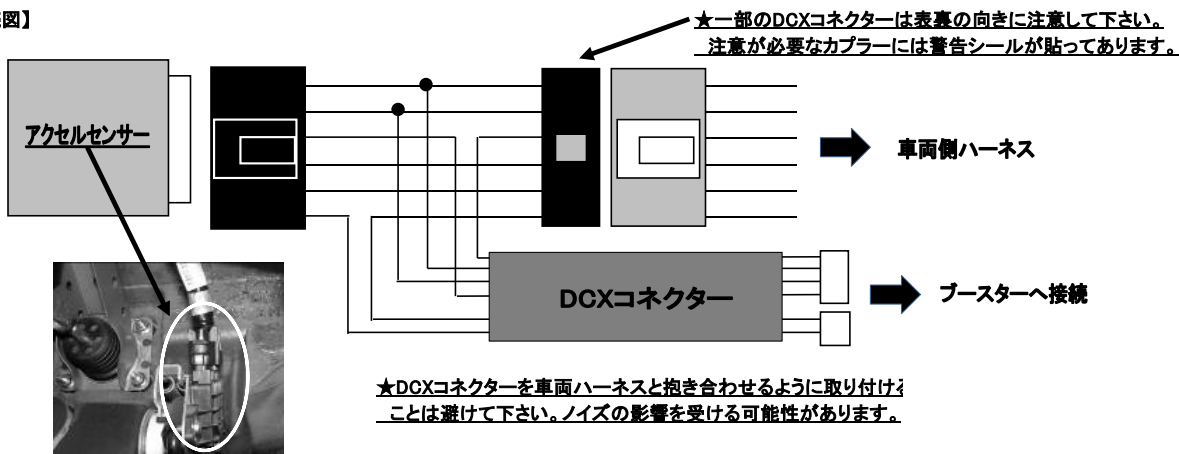 図】
★一部のDCXコネクターは表裏の向きに注意して下さい。
注意が必要なカプラーには警告シールが貼ってあります。
アクセルセンサー
車両側ハーネス
DCXコネクター
ブースターへ接続
★DCXコネクターを車両ハーネスと抱き合わせるように取り付ける
ことは避けて下さい。ノイズの影響を受ける可能性があります。